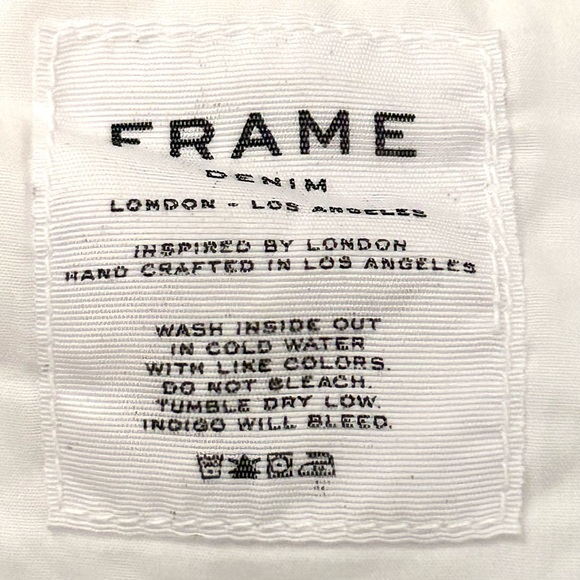 FRAME
DENIM
LONDON - LOS ANGELES
INSPIRED BY LONDON
HAND CRAFTED IN LOS ANGELES
WASH INSIDE OUT
IN COLD WATER
WITH LIKE COLORS.
DO NOT BLEACH.
TUMBLE DRY LOW.
INDIGO WILL BLEED.